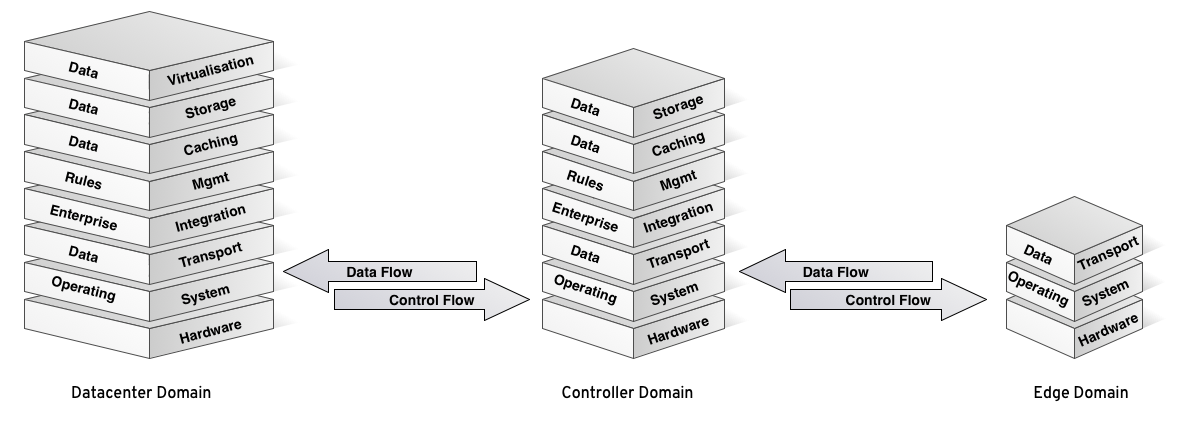 Data Virtualisation
Data Storage
Data Caching
Rules Mgmt
Enterprise Integration
Data Transport
Operating System
Hardware
Datacenter Domain
Data Flow
Control Flow
Data Storage
Data Caching
Rules Mgmt
Enterprise Integration
Data Transport
Operating System
Hardware
Controller Domain
Data Flow
Control Flow
Data Transport
Operating System
Hardware
Edge Domain